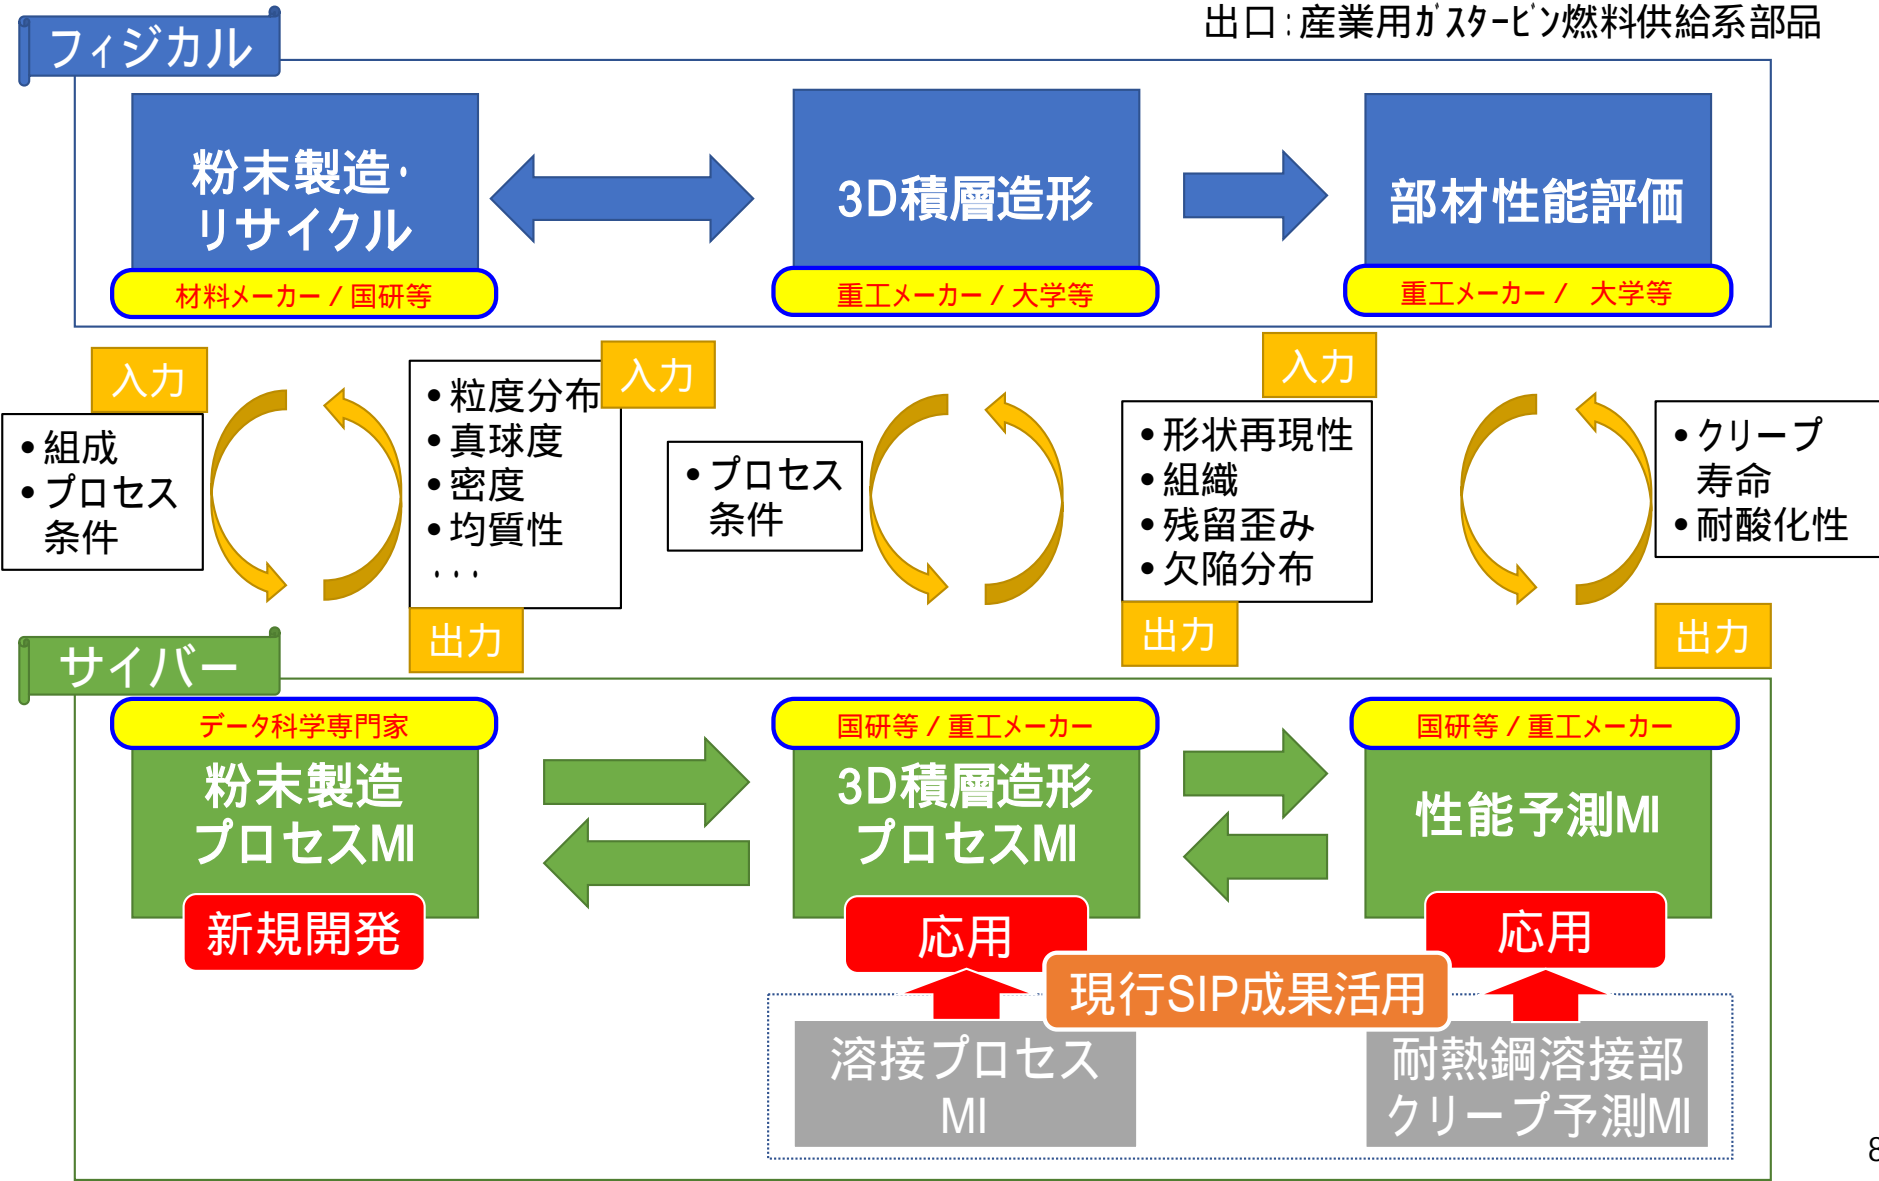 出口:産業用ガスタービン燃料供給系部品
フィジカル
粉末製造・
リサイクル
材料メーカー / 国研等
3D積層造形
重工メーカー / 大学等
部材性能評価
重工メーカー / 大学等
入力
•組成
•プロセス
条件
入力
•粒度分布
•真球度
•密度
•均質性
・・・
出力
•プロセス
条件
入力
•形状再現性
•組織
•残留歪み
•欠陥分布
出力
•クリープ
寿命
•耐酸化性
出力
サイバー
データ科学専門家
粉末製造
プロセスMI
新規開発
国研等 / 重工メーカー
3D積層造形
プロセスMI
応用
国研等 / 重工メーカー
性能予測MI
応用
現行SIP成果活用
溶接プロセス
MI
耐熱鋼溶接部
クリープ予測MI
8